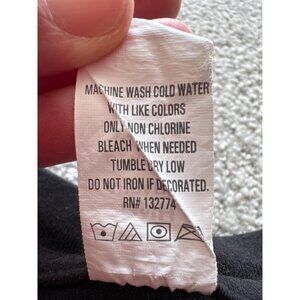 MACHINE WASH COLD WATER
WITH LIKE COLORS
ONLY NON CHLORINE
BLEACH WHEN NEEDED
TUMBLE DRY LOW
DO NOT IRON IF DECORATED.
RN# 132774